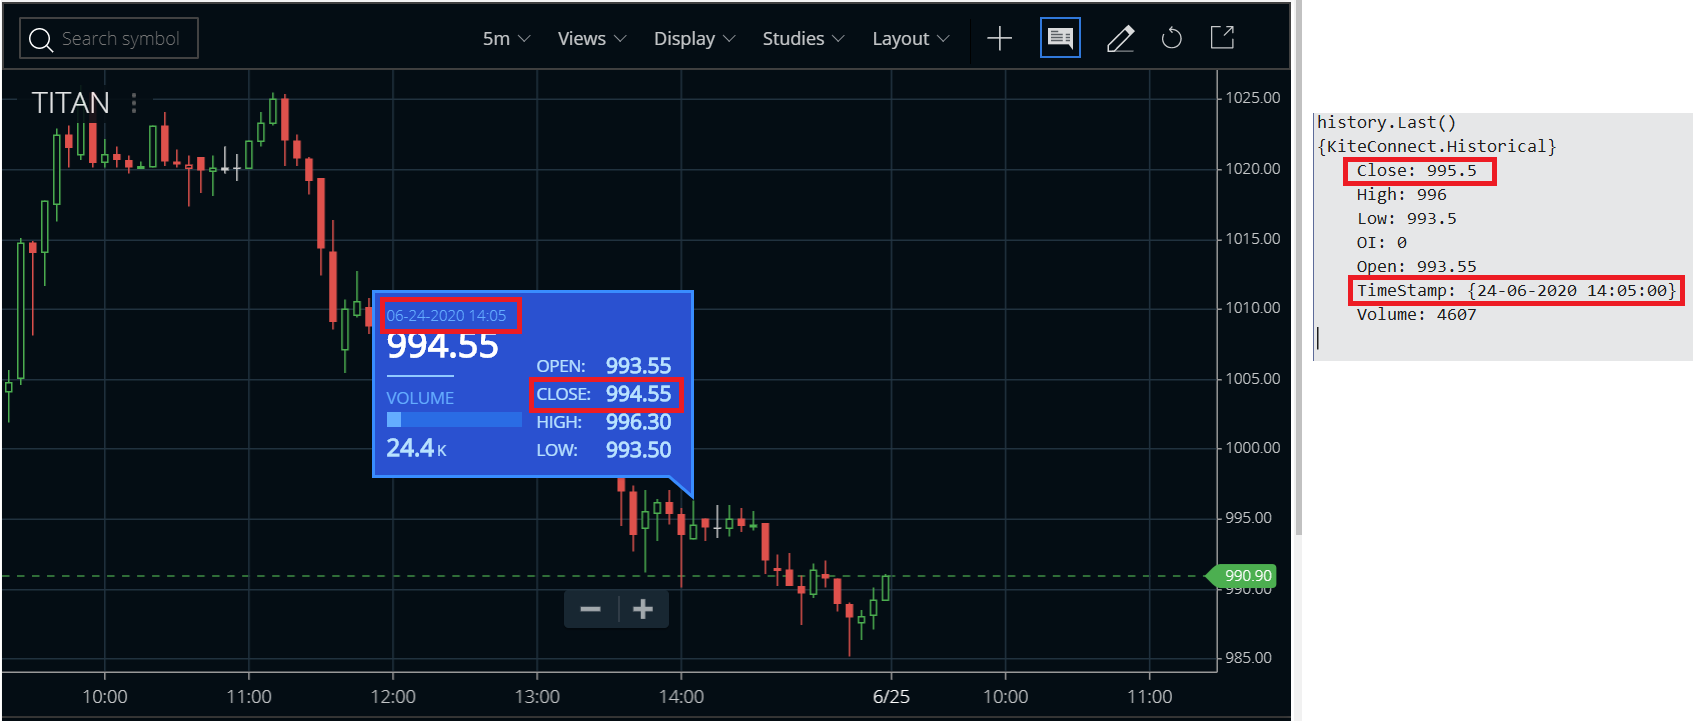 Search symbol
5m
Views
Display
Studies
Layout
TITAN
1025.00
1020.00
1015.00
1010.00
1005.00
1000.00
995.00
990.90
990.00
985.00
06-24-2020 14:05
994.55
VOLUME
24.4 K
OPEN: 993.55
CLOSE: 994.55
HIGH: 996.30
LOW: 993.50
10:00
11:00
12:00
13:00
14:00
6/25
10:00
11:00
history.Last()
{KiteConnect.Historical}
Close: 995.5
High: 996
Low: 993.5
OI: 0
Open: 993.55
TimeStamp: {24-06-2020 14:05:00}
Volume: 4607